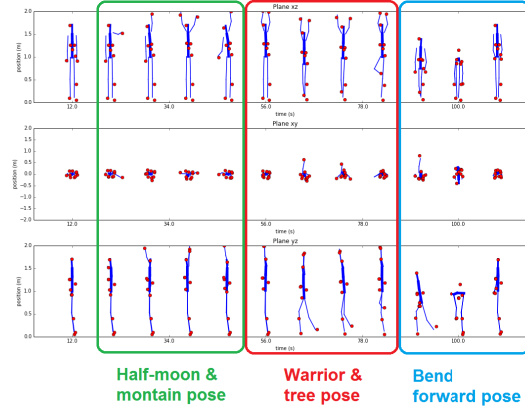 Plane xz
position (m)
2.0
1.5
1.0
0.5
0.0
12.0 34.0 56.0 78.0 100.0
time (s)
Plane xy
position (m)
2.0
1.5
1.0
0.5
0.0
−0.5
−1.0
−1.5
−2.0
12.0 34.0 56.0 78.0 100.0
time (s)
Plane yz
position (m)
2.0
1.5
1.0
0.5
0.0
12.0 34.0 56.0 78.0 100.0
time (s)
Half-moon & Warrior & Bend
montain pose tree pose forward pose